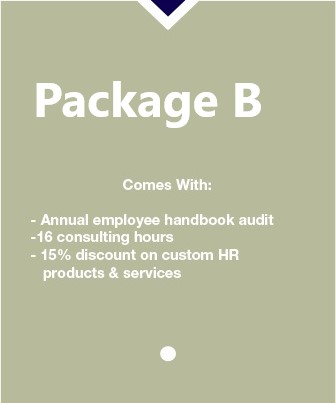 Package B
Comes With:
- Annual employee handbook audit
-16 consulting hours
- 15% discount on custom HR
products & services